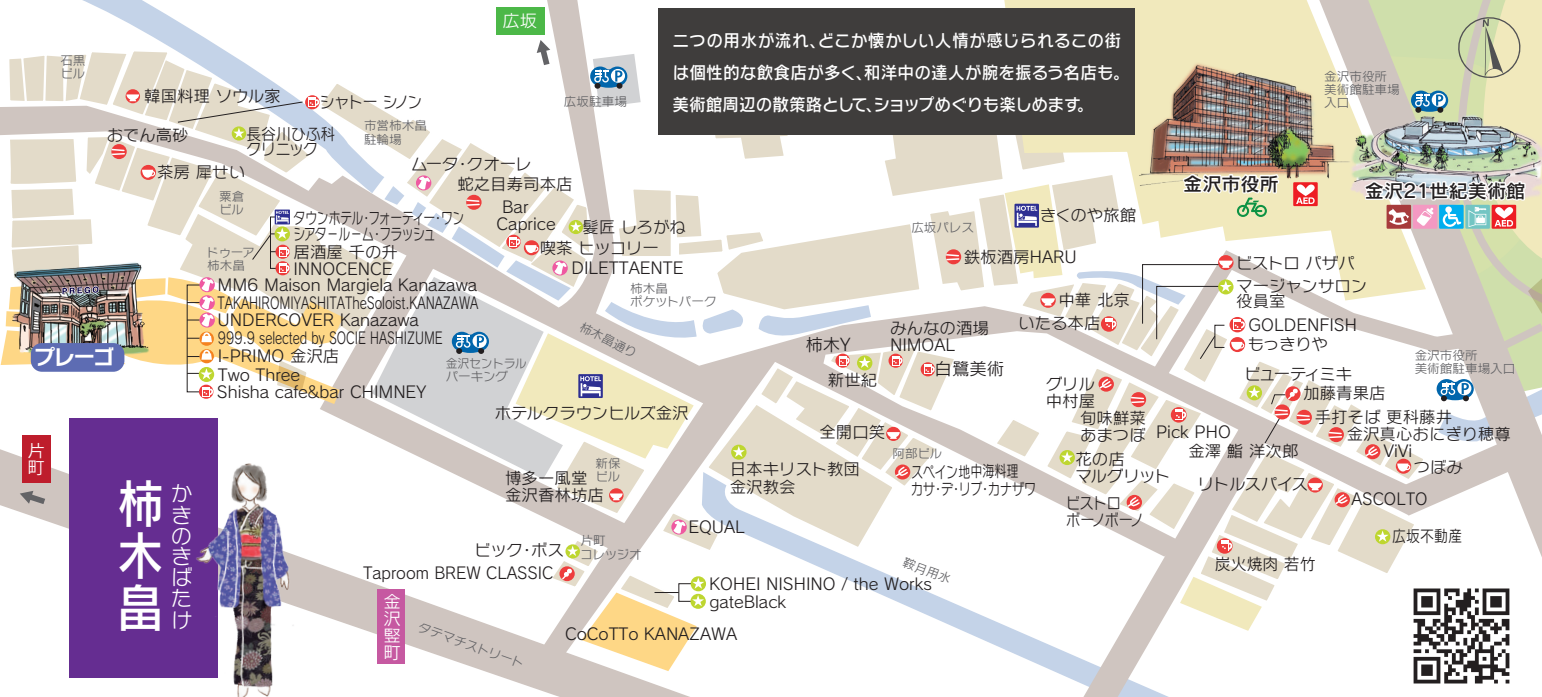 広坂
二つの用水が流れ、どこか懐かしい人情が感じられるこの街
は個性的な飲食店が多く、和洋中の達人が腕を振るう名店も。
美術館周辺の散策路として、ショップめぐりも楽しめます。
N
石黒
ビル
韓国料理 ソウル家
シャトー シノン
おでん高砂
長谷川ひふ科
クリニック
茶房 犀せい
市営柿木畠
駐輪場
粟倉
ビル
まちP
広坂駐車場
ムータ・クオーレ
蛇之目寿司本店
Bar
Caprice
髪匠 しろがね
喫茶 ヒッコリー
DILETTAENTE
柿木畠
ポケットパーク
ドゥーア
柿木畠
HOTEL
タウンホテル・フォーティー・ワン
シアタールーム・フラッシュ
居酒屋 千の升
INNOCENCE
MM6 Maison Margiela Kanazawa
TAKAHIROMIYASHITATheSoloist.KANAZAWA
UNDERCOVER Kanazawa
999.9 selected by SOCIE HASHIZUME
I-PRIMO 金沢店
Two Three
Shisha cafe&bar CHIMNEY
PREGO
プレーゴ
まちP
金沢セントラル
パーキング
柿木畠通り
HOTEL
ホテルクラウンヒルズ金沢
金沢市役所
AED
金沢市役所
美術館駐車場
入口
まちP
金沢21世紀美術館
AED
HOTEL
きくのや旅館
広坂パレス
鉄板酒房HARU
中華 北京
いたる本店
ビストロ パザパ
マージャンサロン
役員室
GOLDENFISH
もっきりや
みんなの酒場
NIMOAL
柿木Y
新世紀
白鷺美術
金沢市役所
美術館駐車場入口
まちP
ビューティミキ
加藤青果店
手打そば 更科藤井
金沢真心おにぎり穂尊
ViVi
つぼみ
グリル
中村屋
旬味鮮菜
あまつぼ
Pick PHO
金澤 鮨 洋次郎
花の店
マルグリット
リトルスパイス
ASCOLTO
広坂不動産
ビストロ
ボーノボーノ
炭火焼肉 若竹
全開口笑
阿部ビル
スペイン地中海料理
カサ・デ・リブ・カナザワ
日本キリスト教団
金沢教会
新保
ビル
博多一風堂
金沢香林坊店
EQUAL
片町
コレッジオ
ビック・ボス
Taproom BREW CLASSIC
KOHEI NISHINO / the Works
gateBlack
CoCoTTo KANAZAWA
鞍月用水
片町
柿木畠
かきのきばたけ
金沢竪町
タテマチストリート